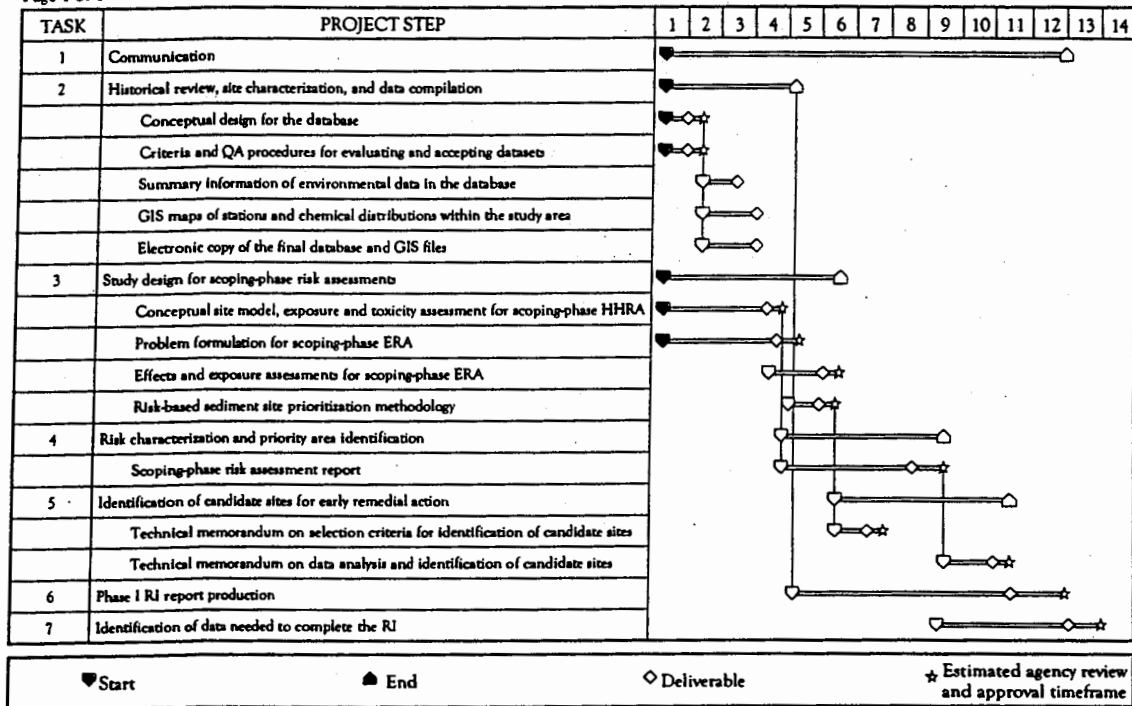 TASK PROJECT STEP 1 2 3 4 5 6 7 8 9 10 11 12 13 14
1 Communication
2 Historical review, site characterization, and data compilation
Conceptual design for the database
Criteria and QA procedures for evaluating and accepting datasets
Summary information of environmental data in the database
GIS maps of stations and chemical distributions within the study area
Electronic copy of the final database and GIS files
3 Study design for scoping-phase risk assessments
Conceptual site model, exposure and toxicity assessment for scoping-phase HHRA
Problem formulation for scoping-phase ERA
Effects and exposure assessments for scoping-phase ERA
Risk-based sediment site prioritization methodology
4 Risk characterization and priority area identification
Scoping-phase risk assessment report
5 Identification of candidate sites for early remedial action
Technical memorandum on selection criteria for identification of candidate sites
Technical memorandum on data analysis and identification of candidate sites
6 Phase 1 RI report production
7 Identification of data needed to complete the RI
Start End Deliverable Estimated agency review
and approval timeframe